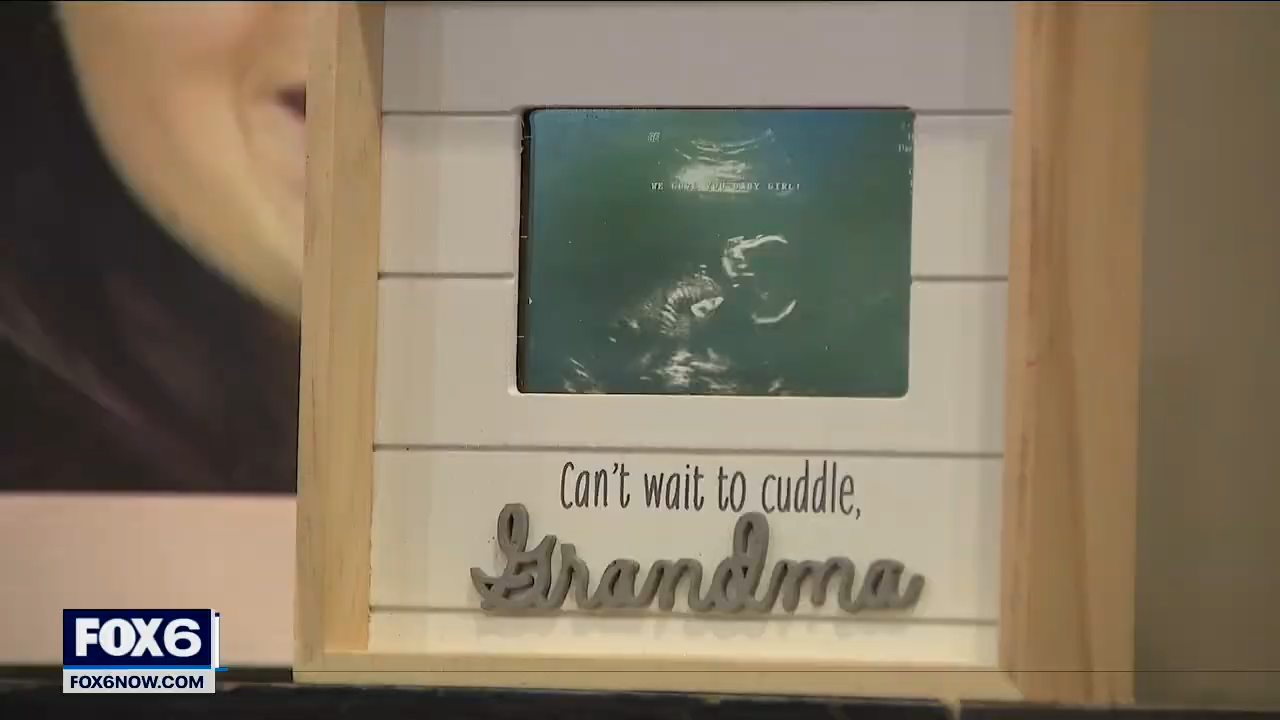 WE LOVE YOU BABY GIRL!
Can't wait to cuddle,
Grandma
FOX6
FOX6NOW.COM